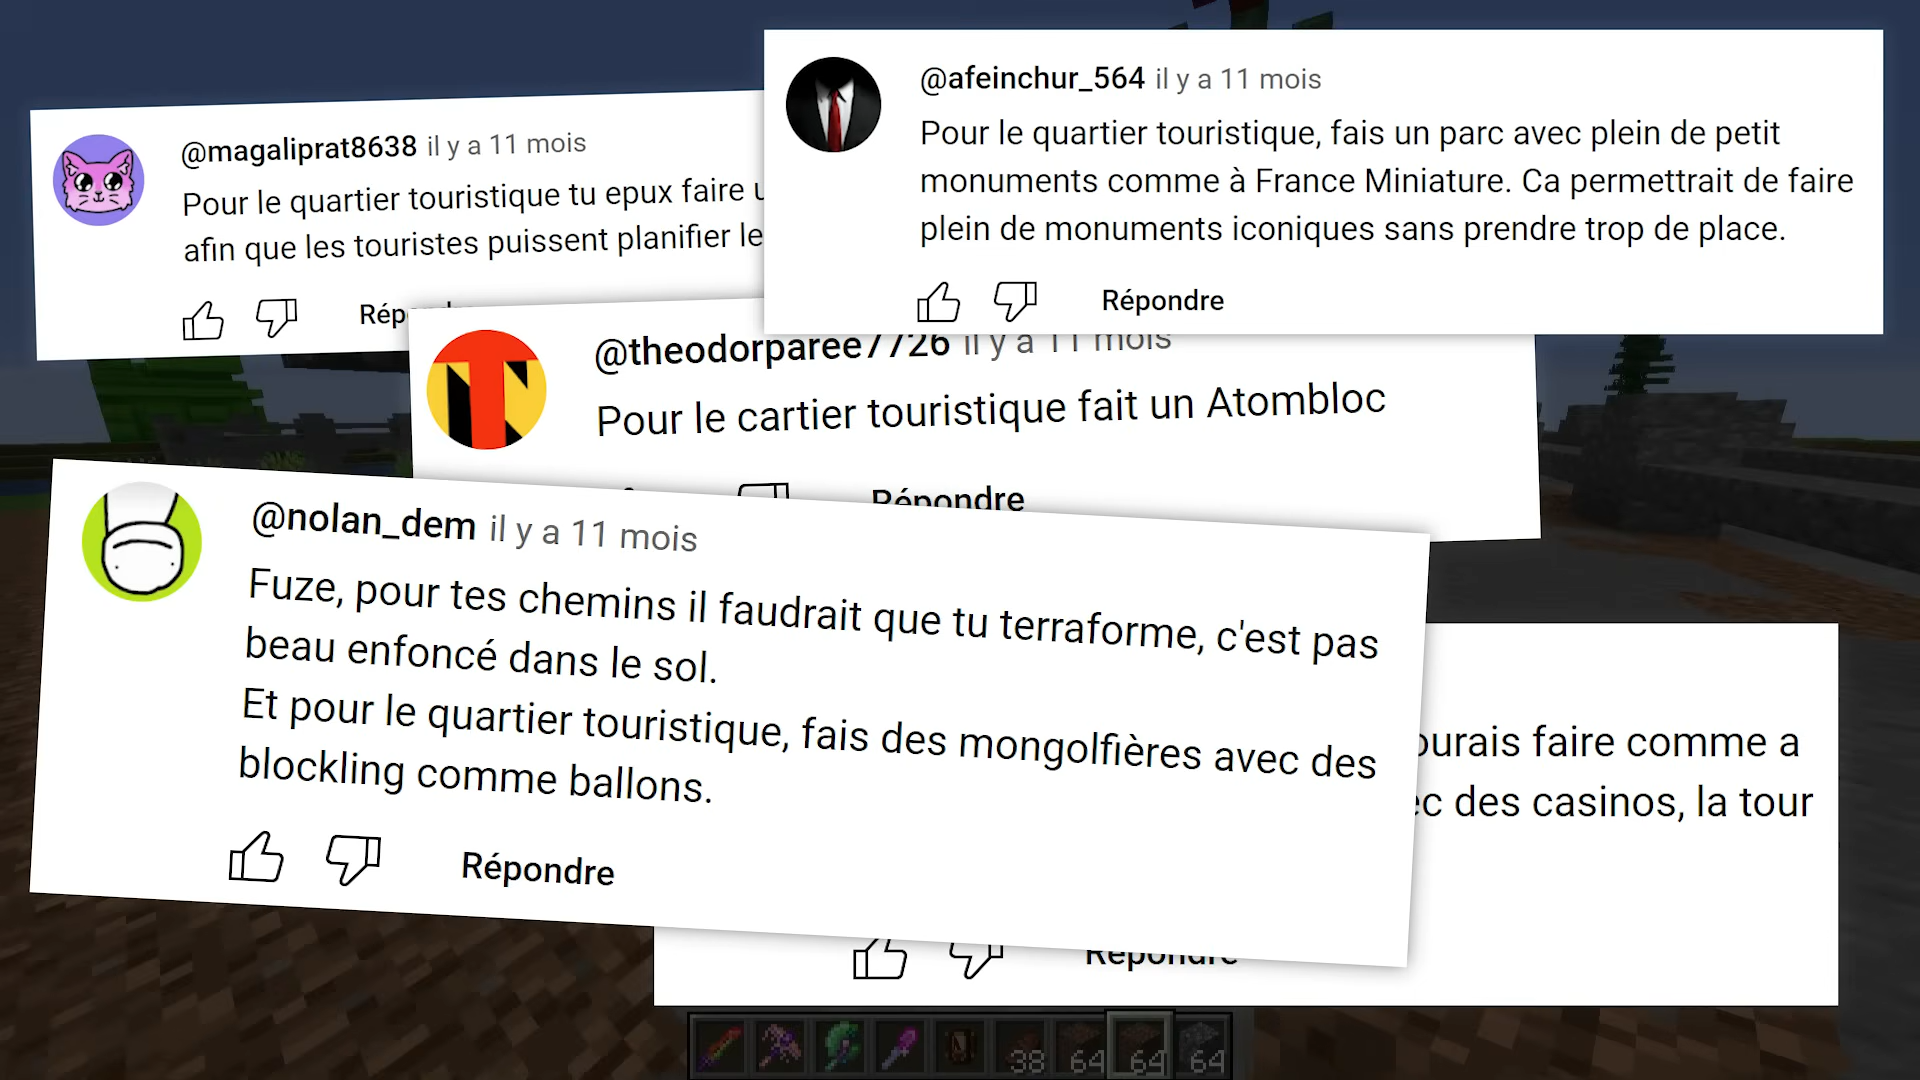 @magaliprat8638 il y a 11 mois
Pour le quartier touristique tu epux faire
afin que les touristes puissent planifier le
@afeinchur_564 il y a 11 mois
Pour le quartier touristique, fais un parc avec plein de petit
monuments comme à France Miniature. Ca permettrait de faire
plein de monuments iconiques sans prendre trop de place.
Répondre
@theodorparee7726 il y a 11 mois
Pour le cartier touristique fait un Atombloc
Répondre
@nolan_dem il y a 11 mois
Fuze, pour tes chemins il faudrait que tu terraforme, c'est pas
beau enfoncé dans le sol.
Et pour le quartier touristique, fais des mongolfières avec des
blockling comme ballons.
Répondre
ourais faire comme a
des casinos, la tour
Répondre
38 64 64 64